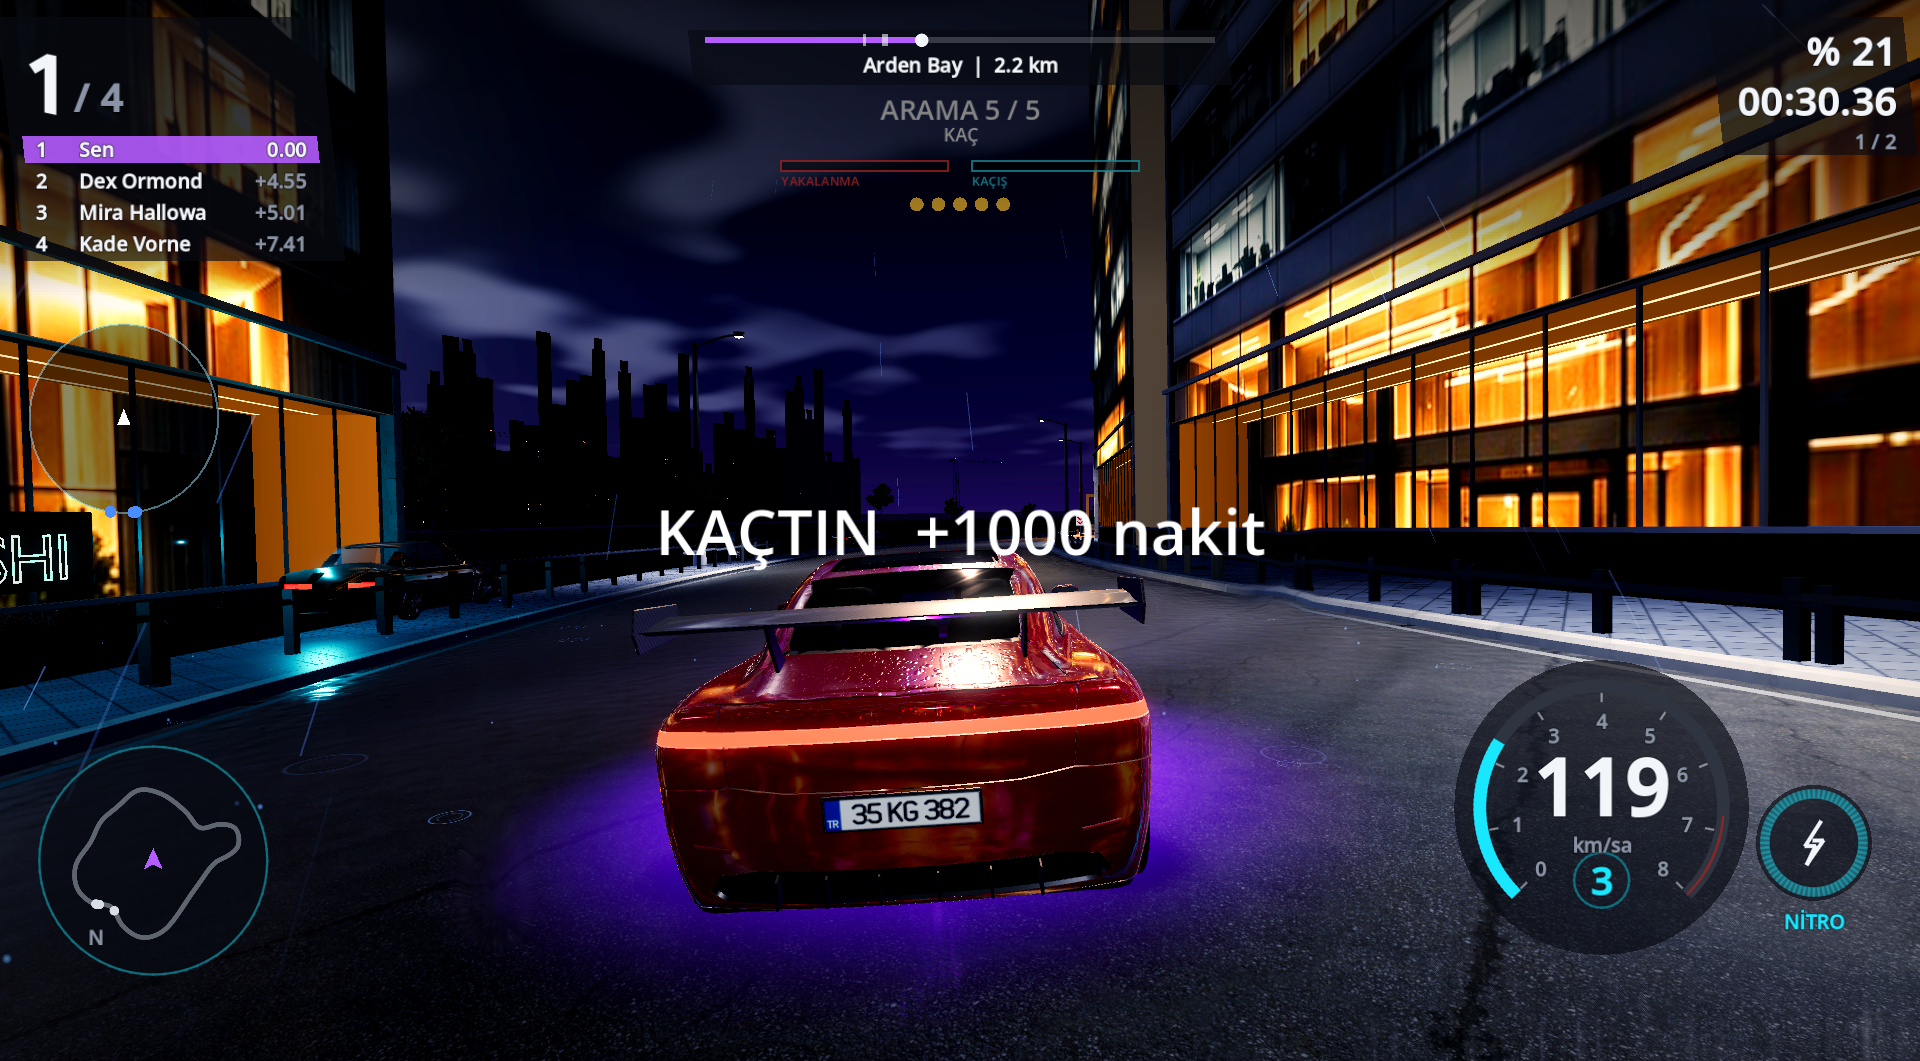 1 / 4
1 Sen 0.00
2 Dex Ormond +4.55
3 Mira Hallowa +5.01
4 Kade Vorne +7.41
Arden Bay | 2.2 km
ARAMA 5 / 5
KAÇ
YAKALANMA
KAÇIŞ
% 21
00:30.36
1 / 2
KAÇTIN +1000 nakit
SHI
TR 35 KG 382
N
0 1 2 3 4 5 6 7 8
119
km/sa
3
NİTRO